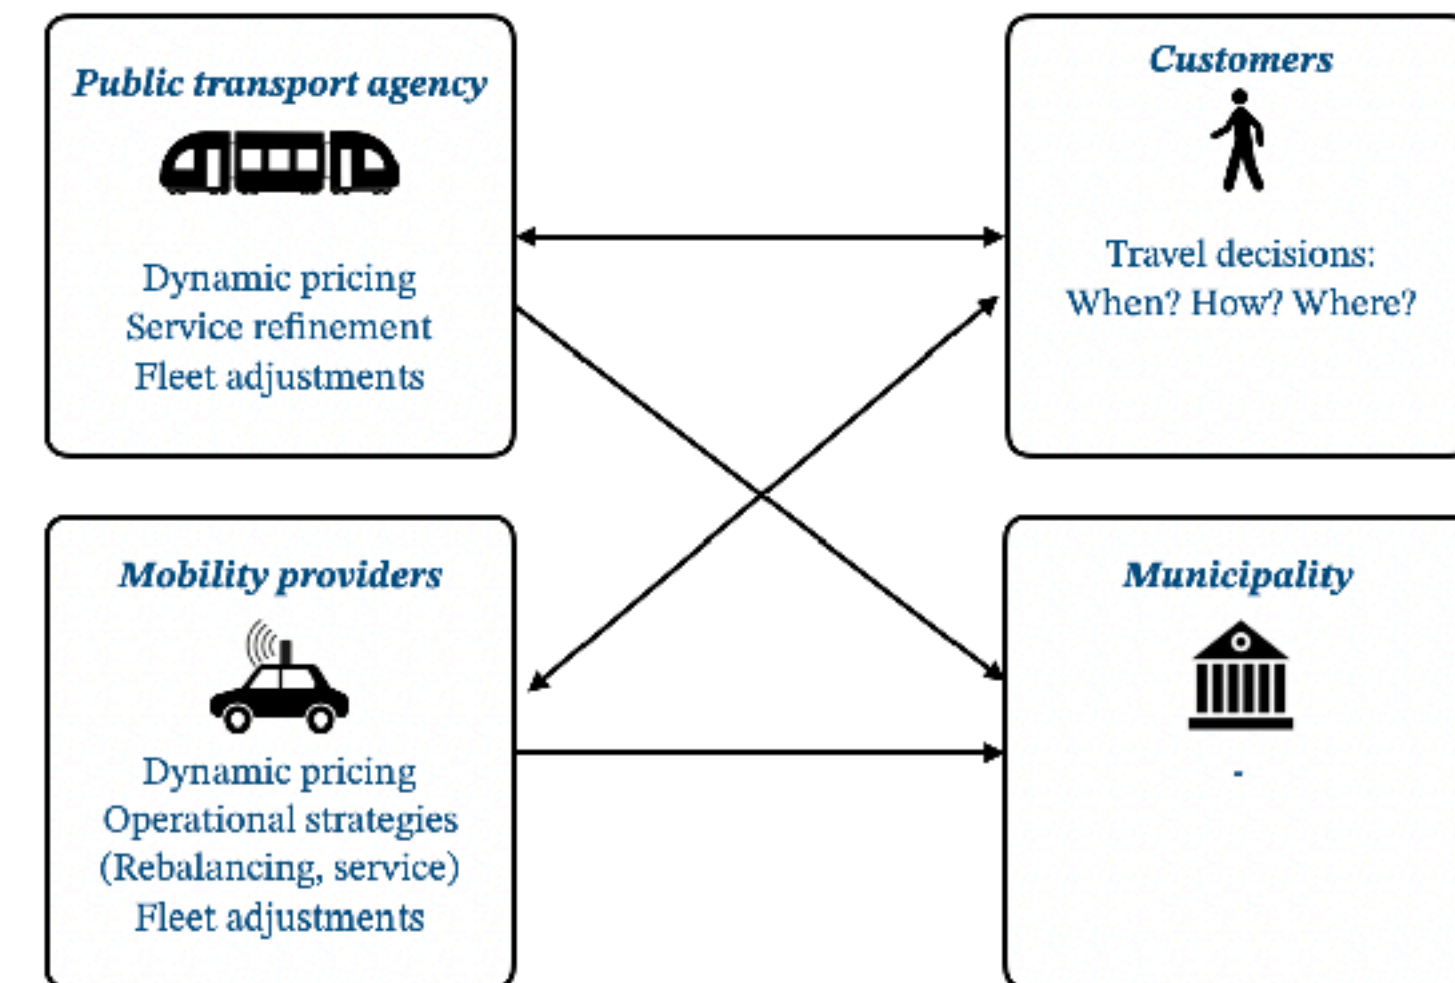 Public transport agency
Dynamic pricing
Service refinement
Fleet adjustments
Customers
Travel decisions:
When? How? Where?
Mobility providers
Dynamic pricing
Operational strategies
(Rebalancing, service)
Fleet adjustments
Municipality
-